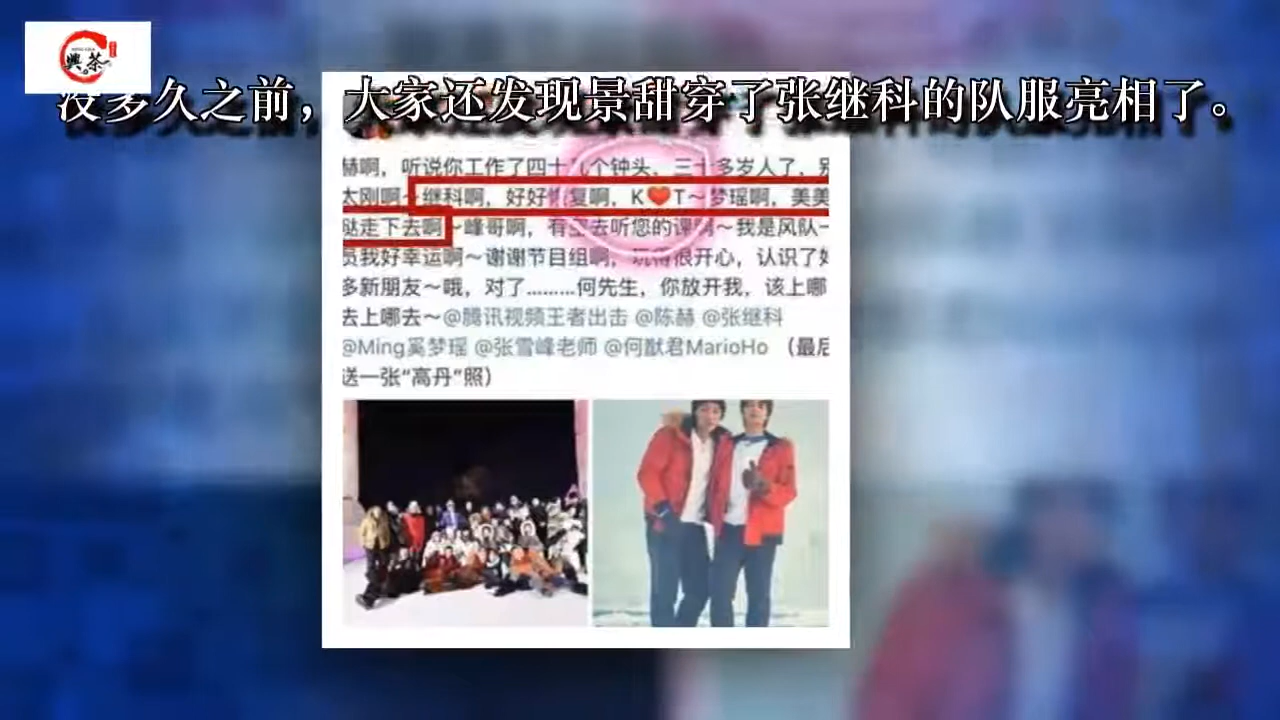 興茶
没多久之前，大家还发现景甜穿了张继科的队服亮相了。
赫啊，听说你工作了四十几个钟头，三十多岁人了，别
太刚啊～继科啊，好好恢复啊，K❤T～梦瑶啊，美美
哒走下去啊～峰哥啊，有空去听您的课啊～我是风队一
员我好幸运啊～谢谢节目组啊，玩得很开心，认识了好
多新朋友～哦，对了………何先生，你放开我，该上哪
去上哪去～@腾讯视频王者出击 @陈赫 @张继科
@Ming奚梦瑶 @张雪峰老师 @何猷君MarioHo （最后
送一张“高丹”照）